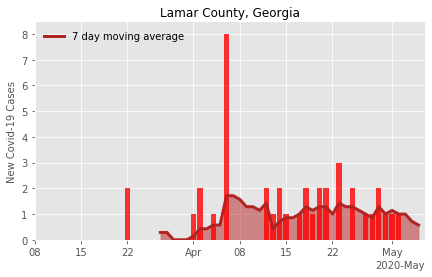 Lamar County, Georgia
7 day moving average
New Covid-19 Cases
8
7
6
5
4
3
2
1
0
08 15 22 Apr 08 15 22 May
2020-May